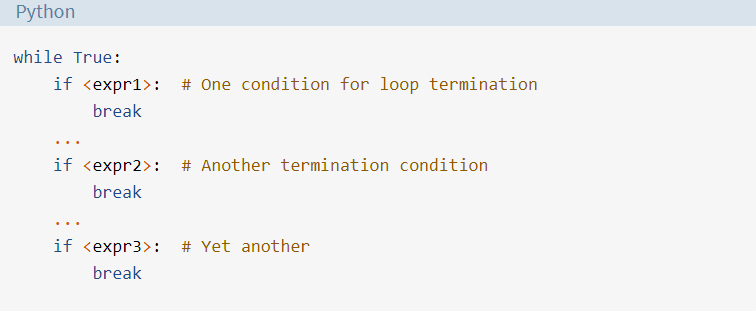 Python
while True:
    if <expr1>:  # One condition for loop termination
        break
    ...
    if <expr2>:  # Another termination condition
        break
    ...
    if <expr3>:  # Yet another
        break